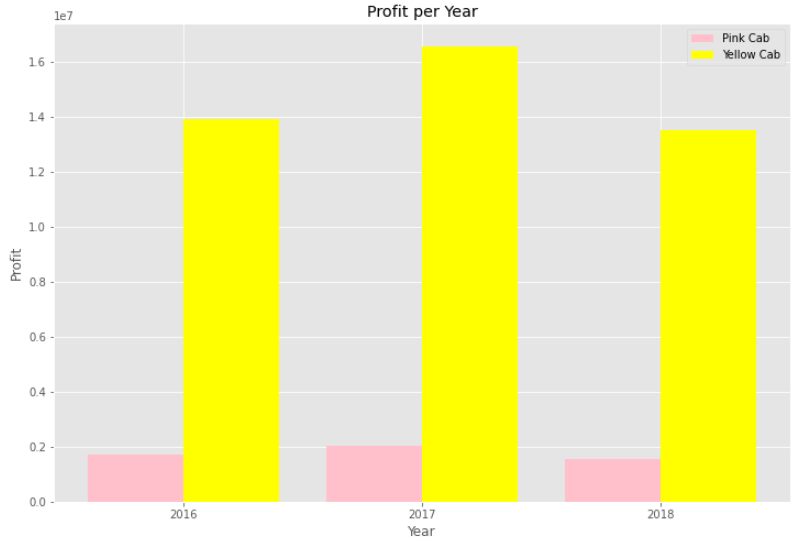 Profit per Year
1e7
Pink Cab
Yellow Cab
1.6
1.4
1.2
1.0
0.8
0.6
0.4
0.2
0.0
Profit
2016 2017 2018
Year